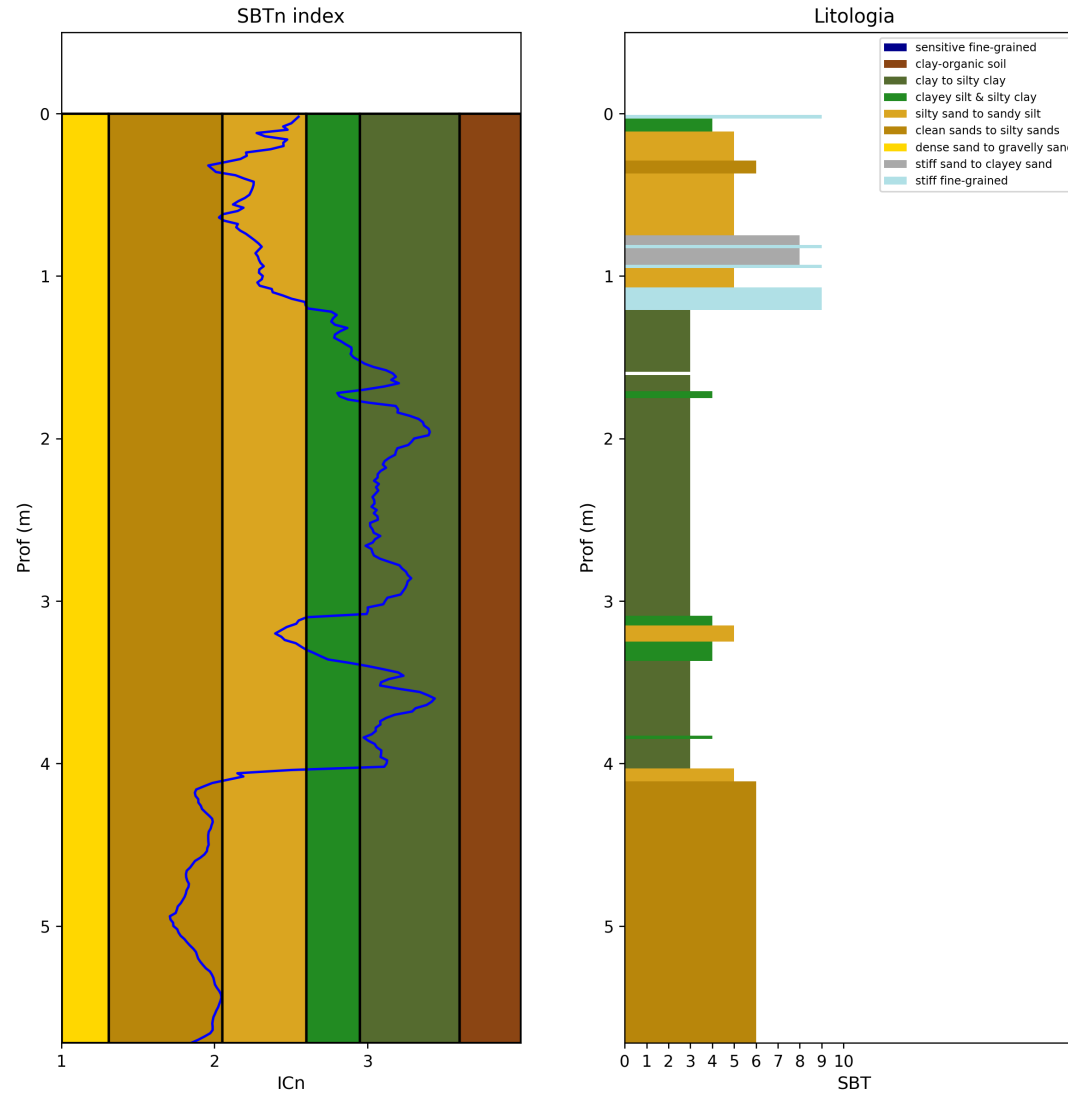 SBTn index
0
1
2
3
4
5
Prof (m)
1
2
3
ICn
Litologia
sensitive fine-grained
clay-organic soil
clay to silty clay
clayey silt & silty clay
silty sand to sandy silt
clean sands to silty sands
dense sand to gravelly sand
stiff sand to clayey sand
stiff fine-grained
0
1
2
3
4
5
Prof (m)
0 1 2 3 4 5 6 7 8 9 10
SBT